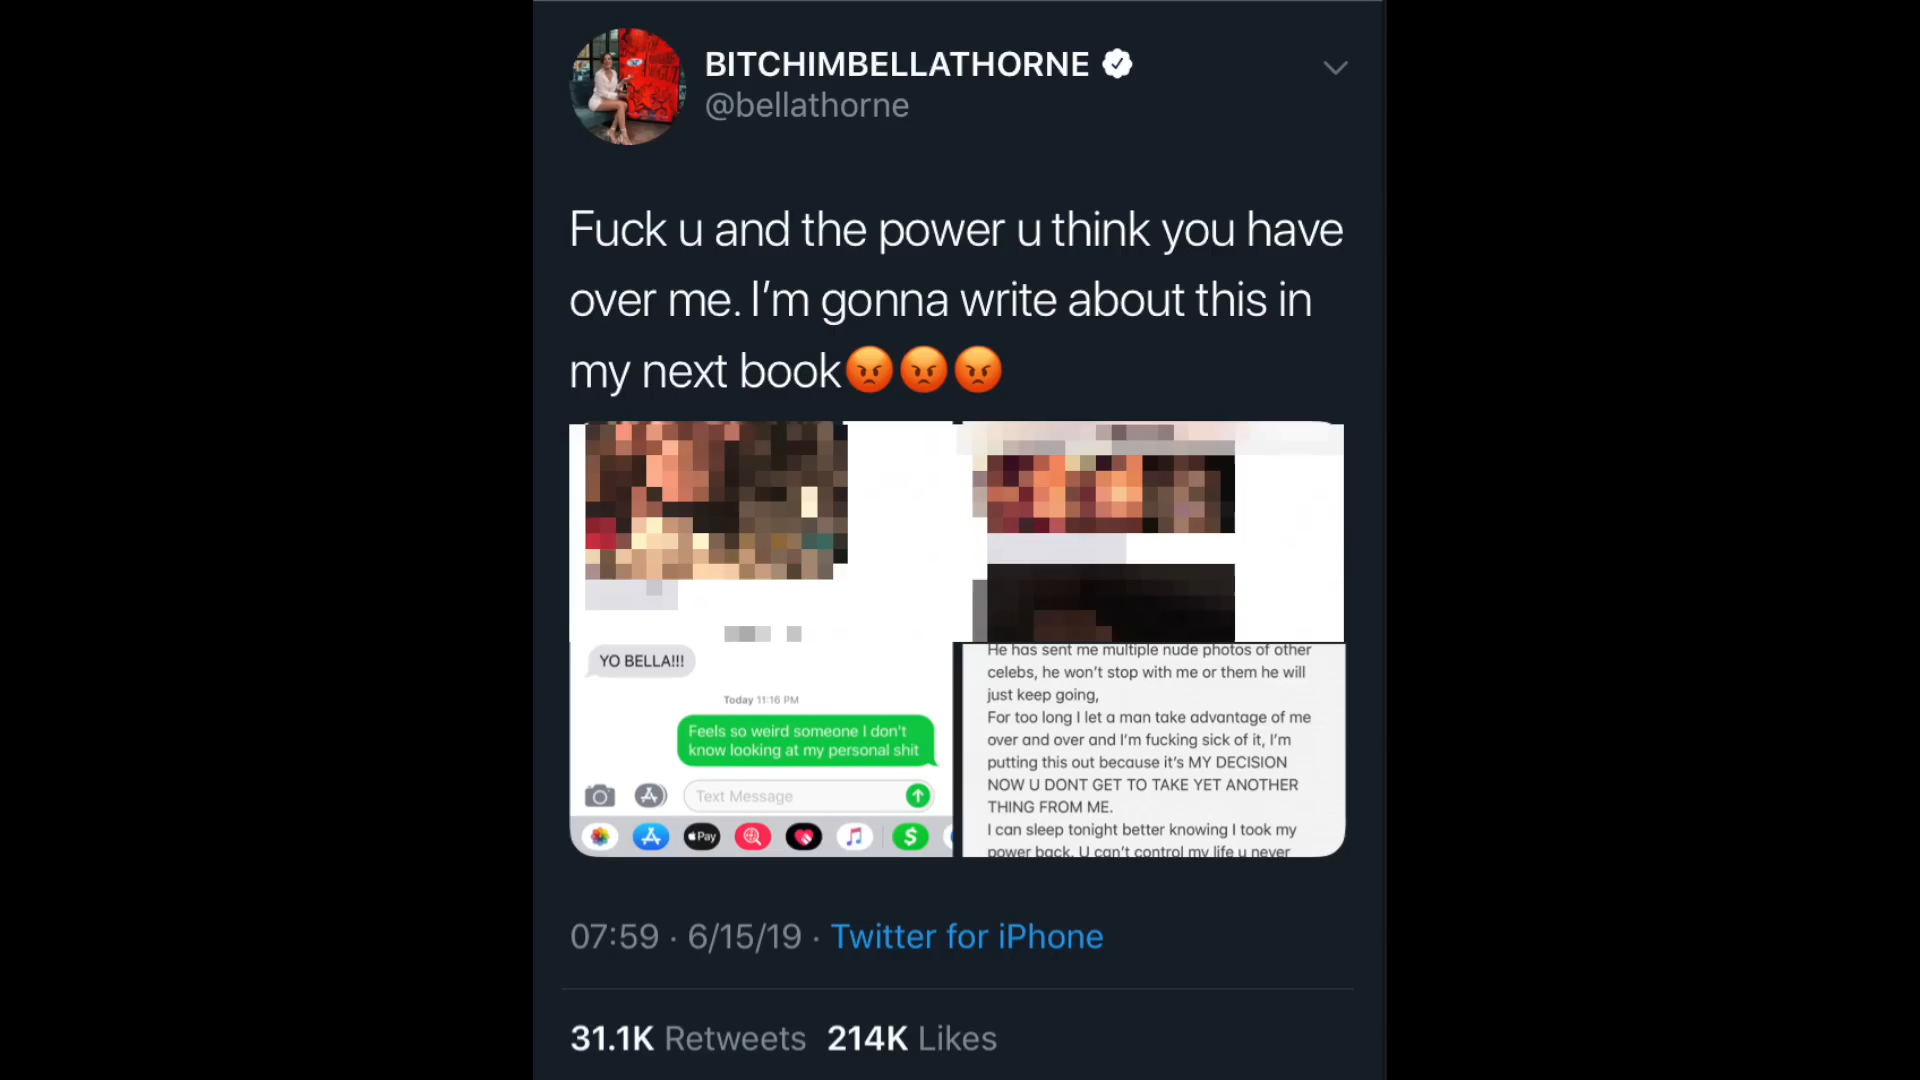 BITCHIMBELLATHORNE
@bellathorne
Fuck u and the power u think you have
over me. I’m gonna write about this in
my next book😡😡😡
YO BELLA!!!
Today 11:16 PM
Feels so weird someone I don't
know looking at my personal shit
Text Message
Pay
He has sent me multiple nude photos of other
celebs, he won’t stop with me or them he will
just keep going,
For too long I let a man take advantage of me
over and over and I’m fucking sick of it, I’m
putting this out because it’s MY DECISION
NOW U DONT GET TO TAKE YET ANOTHER
THING FROM ME.
I can sleep tonight better knowing I took my
power back. U can’t control my life u never
07:59 · 6/15/19 · Twitter for iPhone
31.1K Retweets 214K Likes